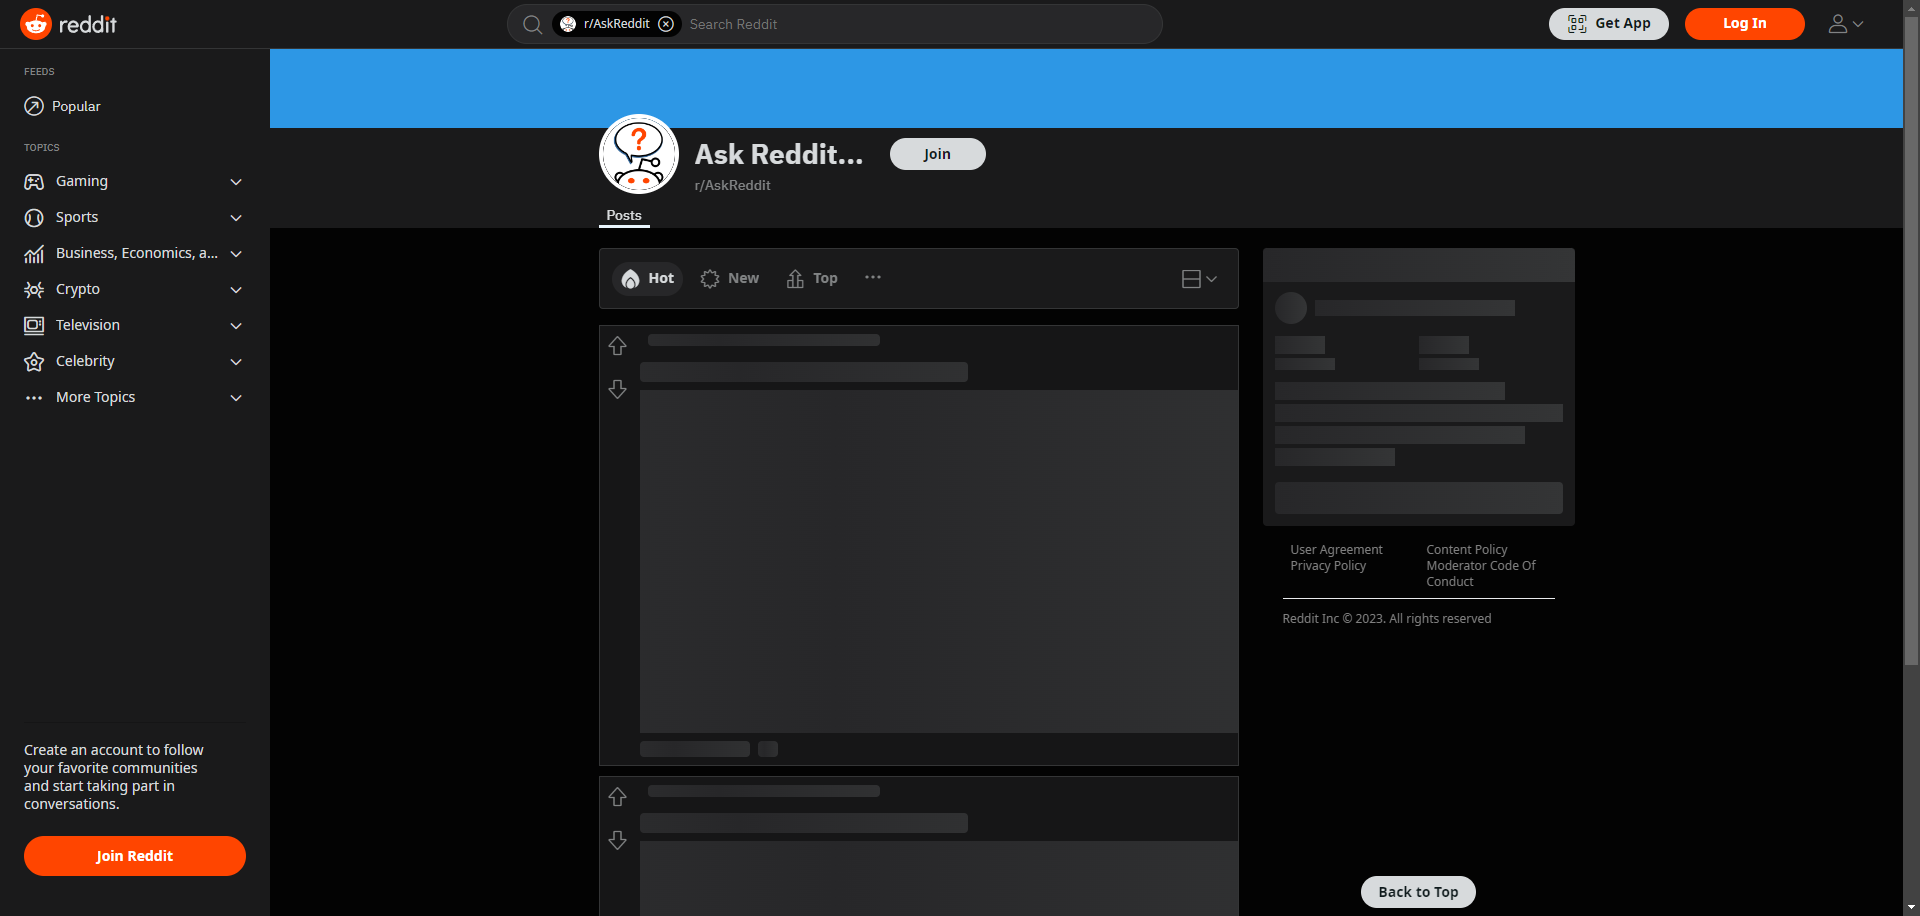 reddit
r/AskReddit
Search Reddit
Get App
Log In
FEEDS
Popular
TOPICS
Gaming
Sports
Business, Economics, a...
Crypto
Television
Celebrity
More Topics
Create an account to follow
your favorite communities
and start taking part in
conversations.
Join Reddit
?
Ask Reddit...
Join
r/AskReddit
Posts
Hot
New
Top
User Agreement
Privacy Policy
Content Policy
Moderator Code Of
Conduct
Reddit Inc © 2023. All rights reserved
Back to Top